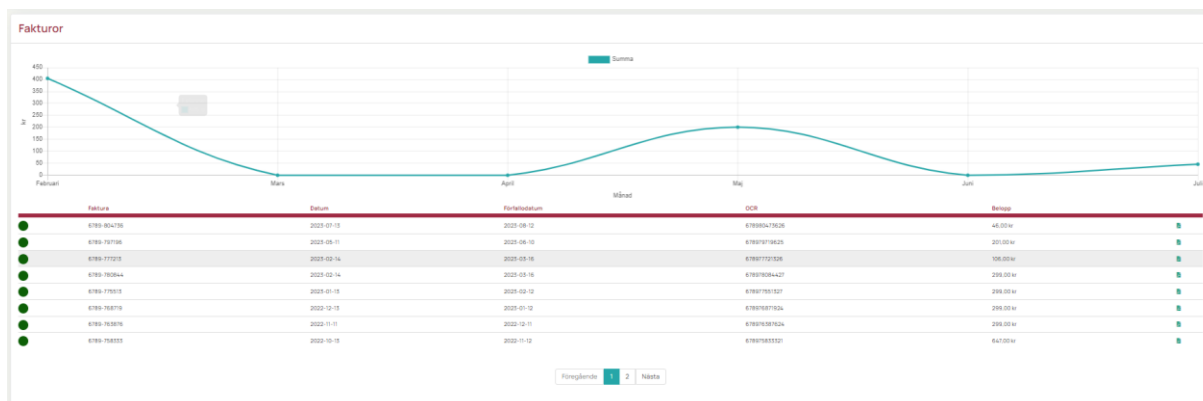 Fakturor
Summa
450
400
350
300
250
200
150
100
50
0
kr
Februari Mars April Maj Juni Juli
Månad
Faktura Datum Förfallodatum OCR Belopp
6789-804736 2023-07-13 2023-08-12 678980473626 46,00 kr
6789-797196 2023-05-11 2023-06-10 678979719625 201,00 kr
6789-777213 2023-02-14 2023-03-16 678977721326 106,00 kr
6789-780844 2023-02-14 2023-03-16 678978084427 299,00 kr
6789-775513 2023-01-13 2023-02-12 678977551327 299,00 kr
6789-768719 2022-12-13 2023-01-12 678976871924 299,00 kr
6789-763876 2022-11-11 2022-12-11 678976387624 299,00 kr
6789-758333 2022-10-13 2022-11-12 678975833321 647,00 kr
Föregående 1 2 Nästa